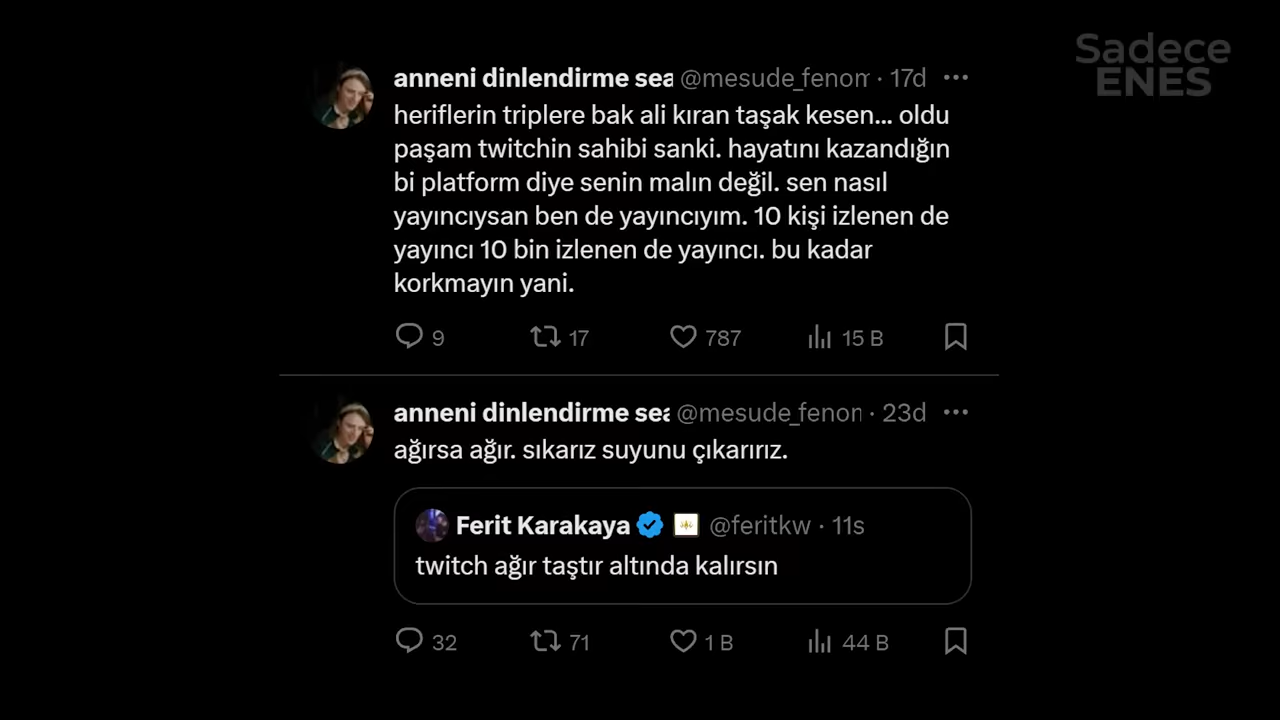 Sadece
ENES
anneni dinlendirme sea @mesude_fenom · 17d
heriflerin triplere bak ali kıran taşak kesen... oldu
paşam twitchin sahibi sanki. hayatını kazandığın
bi platform diye senin malın değil. sen nasıl
yayıncıysan ben de yayıncıyım. 10 kişi izlenen de
yayıncı 10 bin izlenen de yayıncı. bu kadar
korkmayın yani.
9 17 787 15 B
anneni dinlendirme sea @mesude_fenom · 23d
ağırsa ağır. sıkarız suyunu çıkarırız.
Ferit Karakaya @feritkw · 11s
twitch ağır taştır altında kalırsın
32 71 1 B 44 B